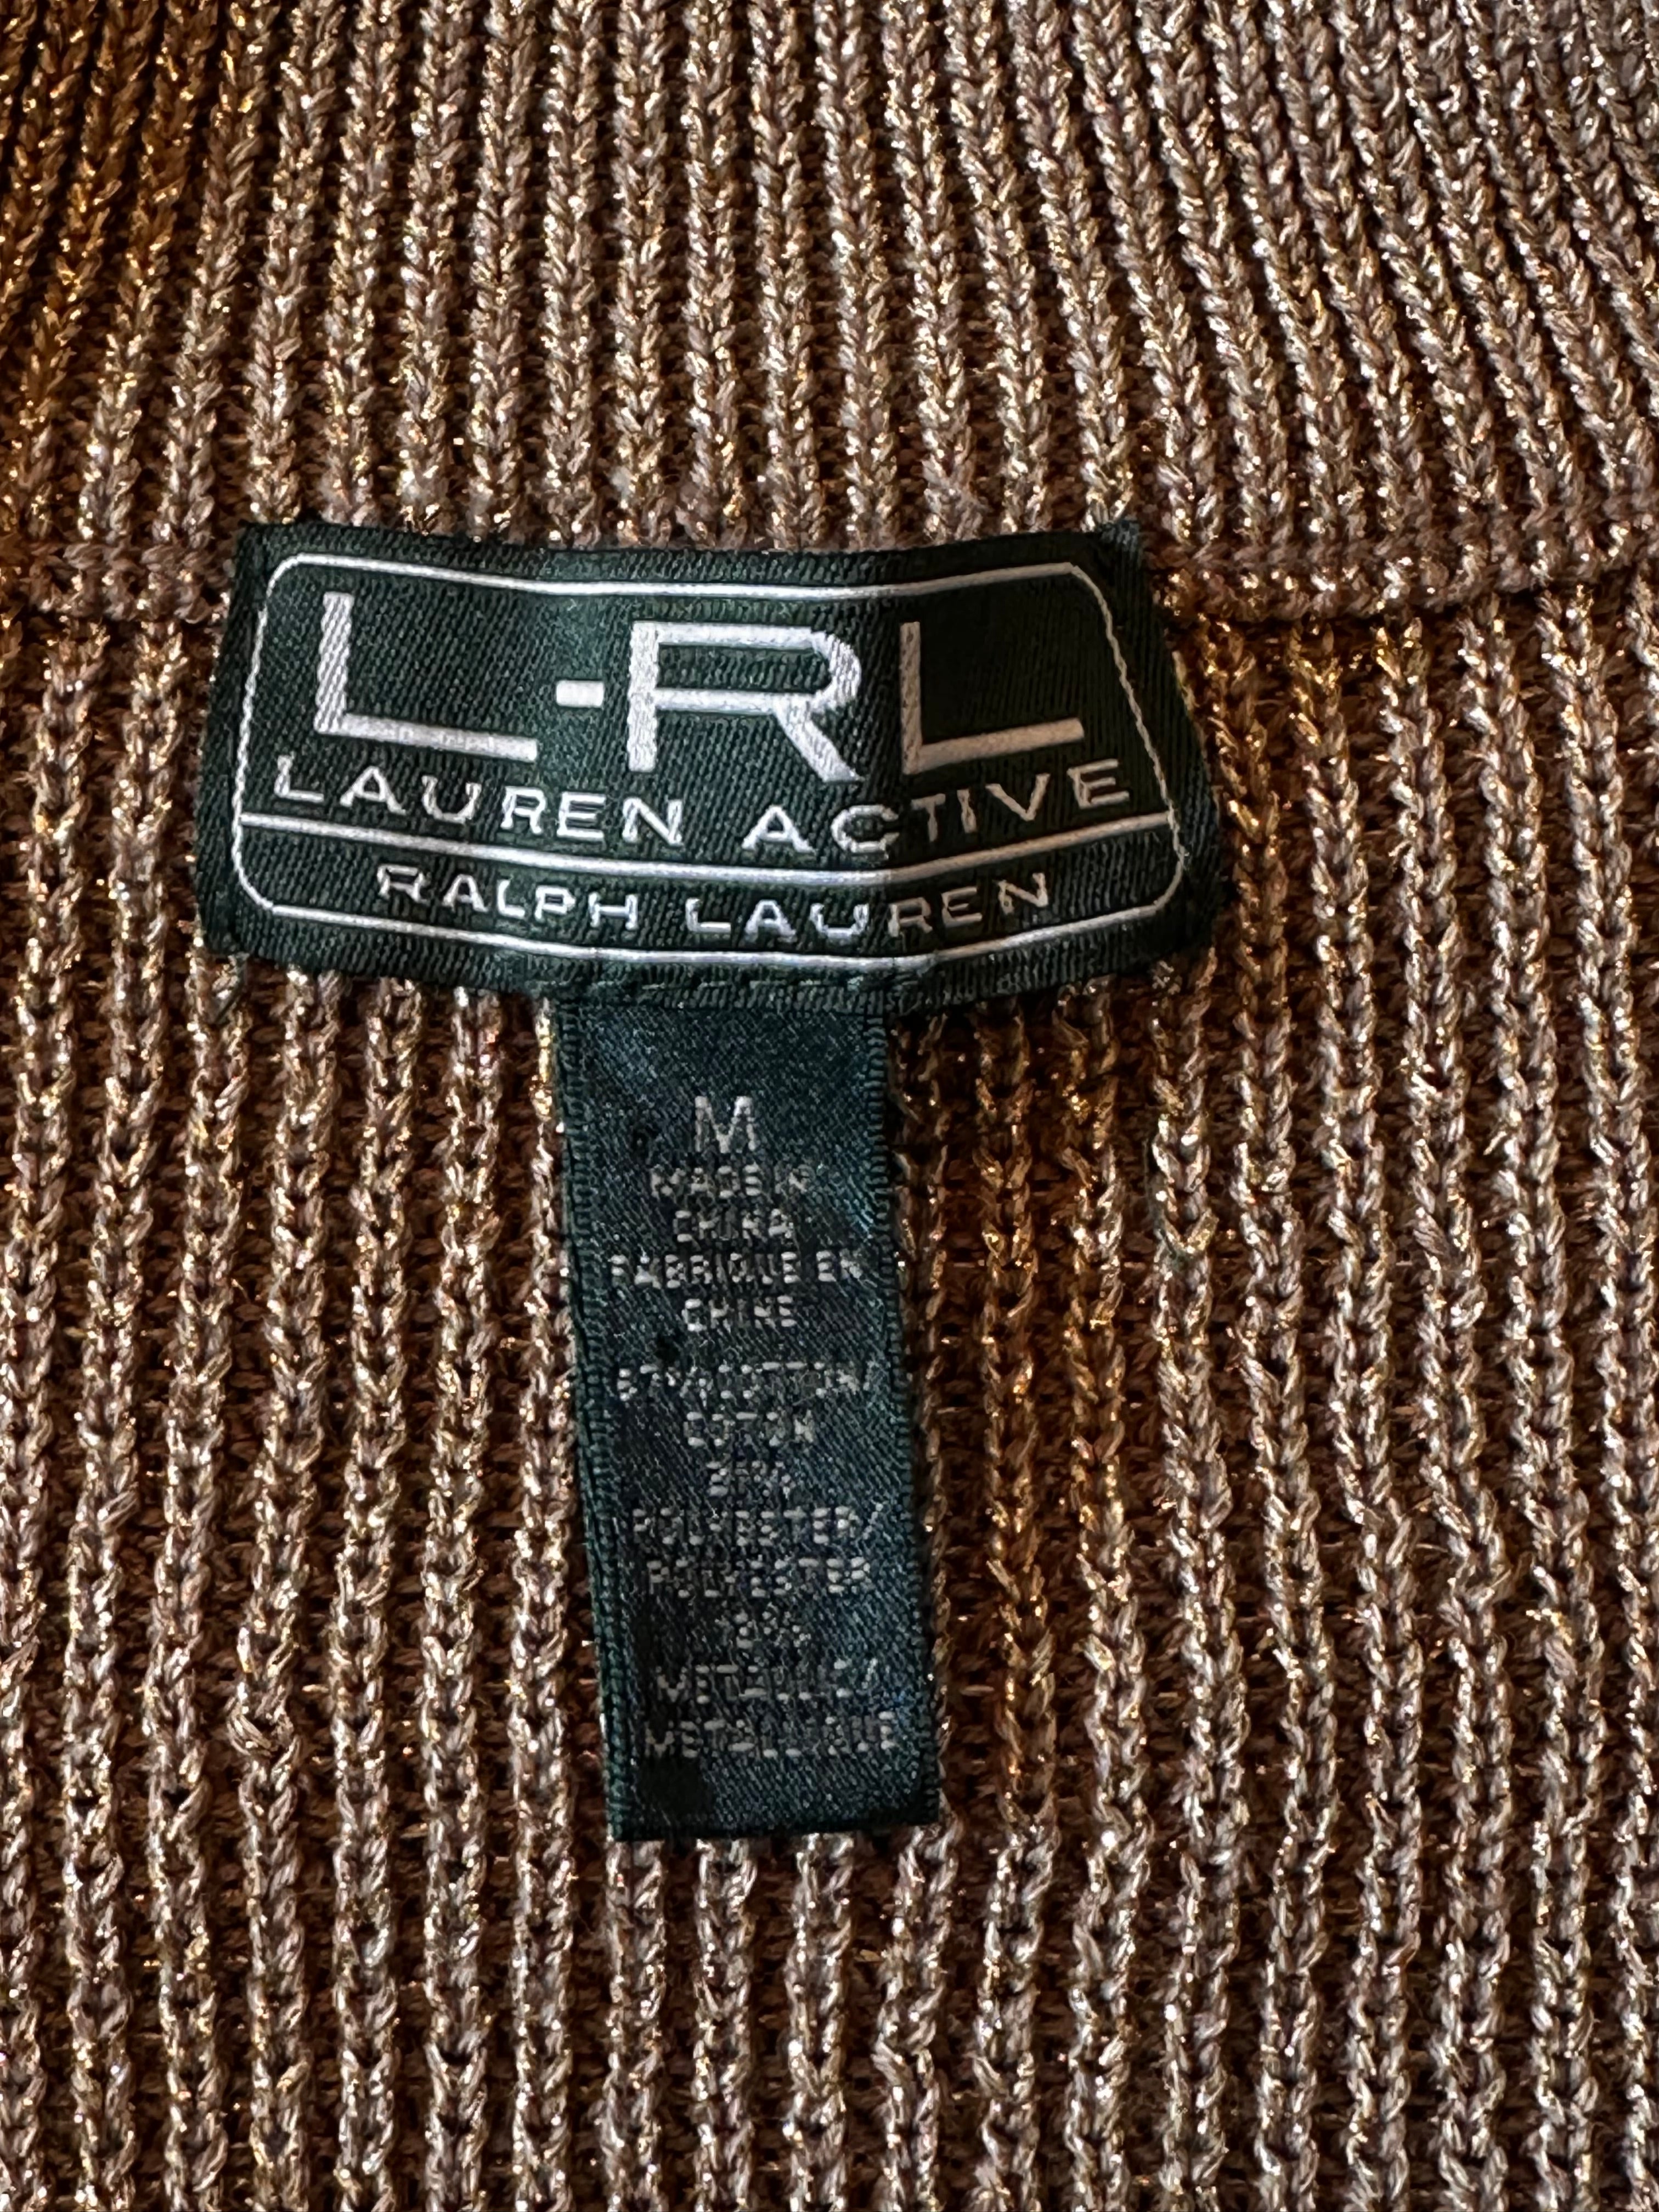 L-RL
LAUREN ACTIVE
RALPH LAUREN
M
MADE IN
CHINA
FABRIQUE EN
CHINE
COTTON/
COTON
POLYESTER/
POLYESTER
METALLIC/
METALLIQUE